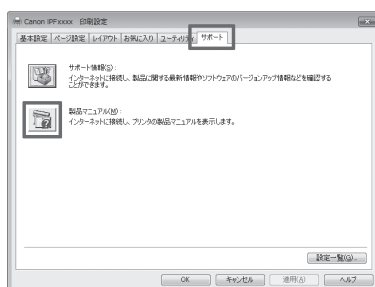 Canon iPFxxxx 印刷設定
基本設定 ページ設定 レイアウト お気に入り ユーティリティ サポート
サポート情報(S):
インターネットに接続し、製品に関する最新情報やソフトウェアのバージョンアップ情報などを確認する
ことができます。
製品マニュアル(M):
インターネットに接続し、プリンタの製品マニュアルを表示します。
設定一覧(G)...
OK キャンセル 適用(A) ヘルプ